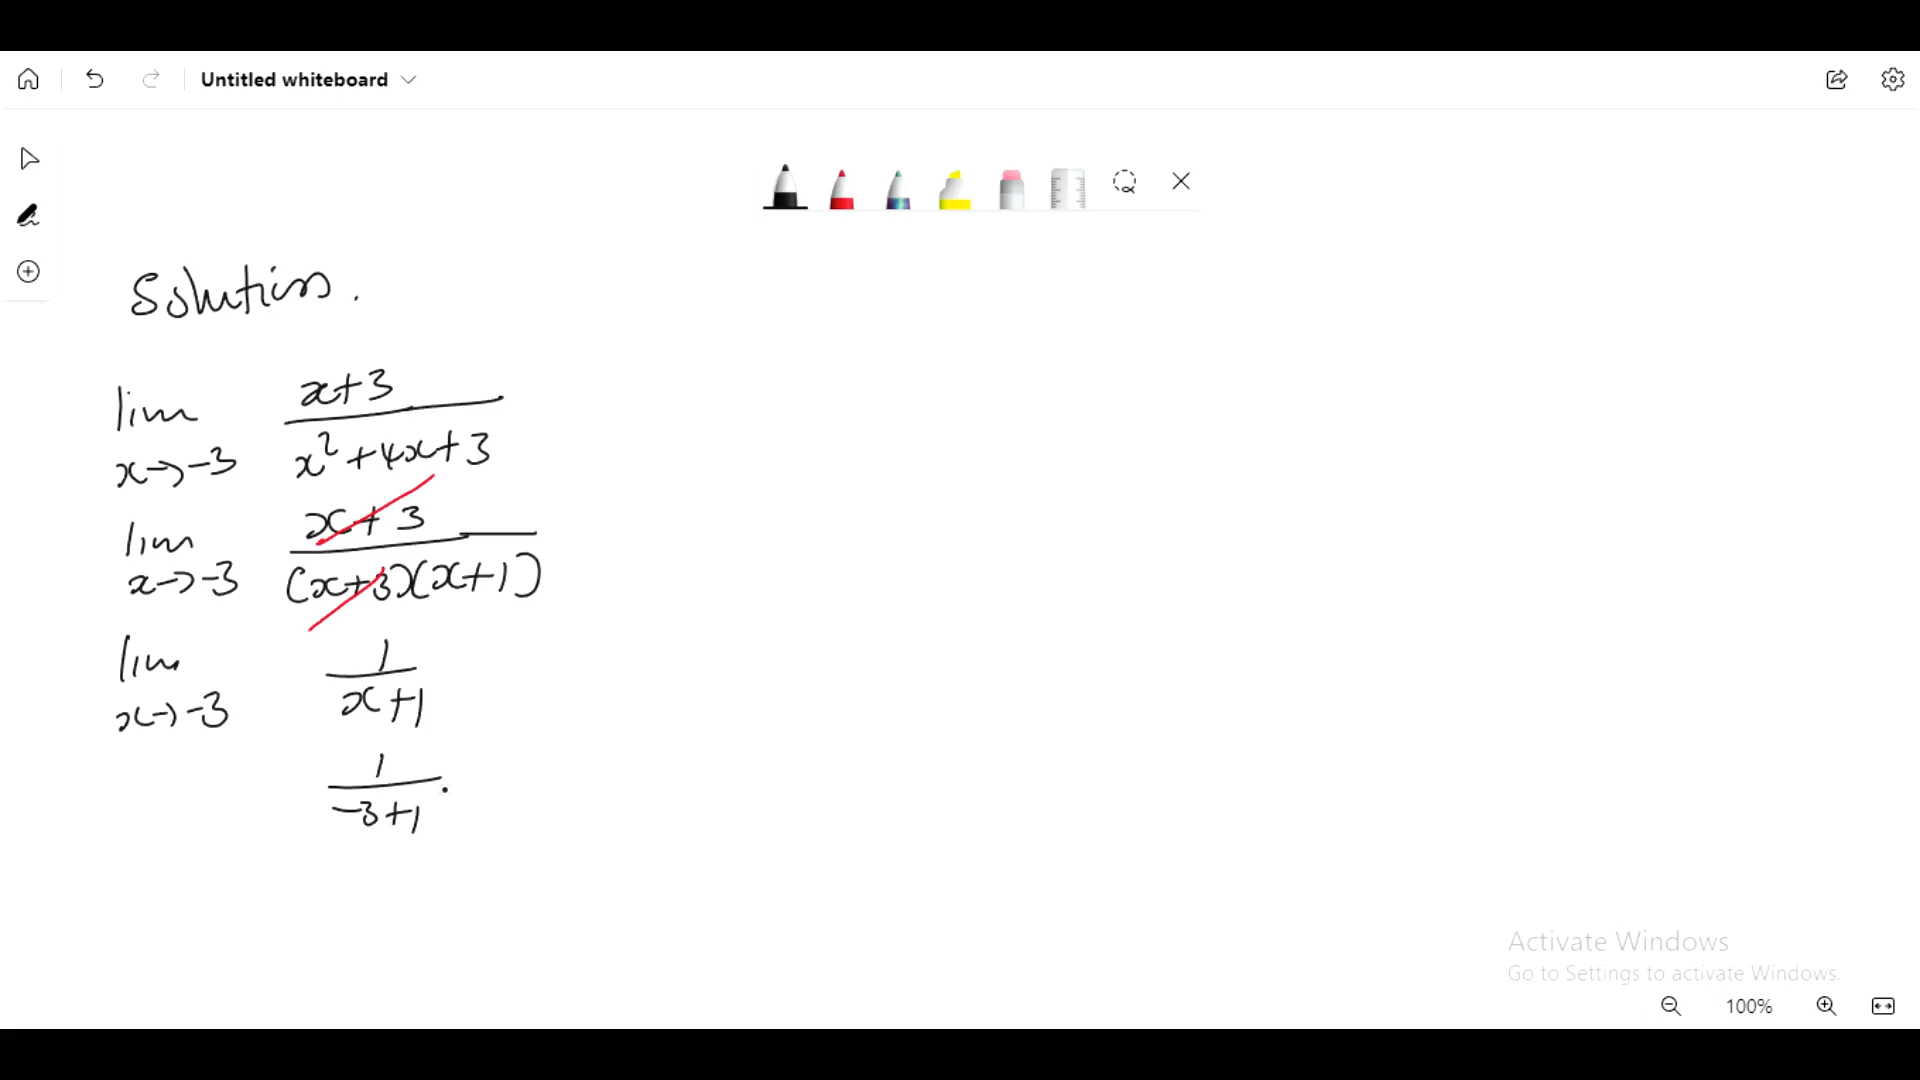 Untitled whiteboard
Solution.
lim x→-3 x+3 / x²+4x+3
lim x→-3 x+3 / (x+3)(x+1)
lim x→-3 1 / x+1
1 / -3+1
Activate Windows
Go to Settings to activate Windows.
100%